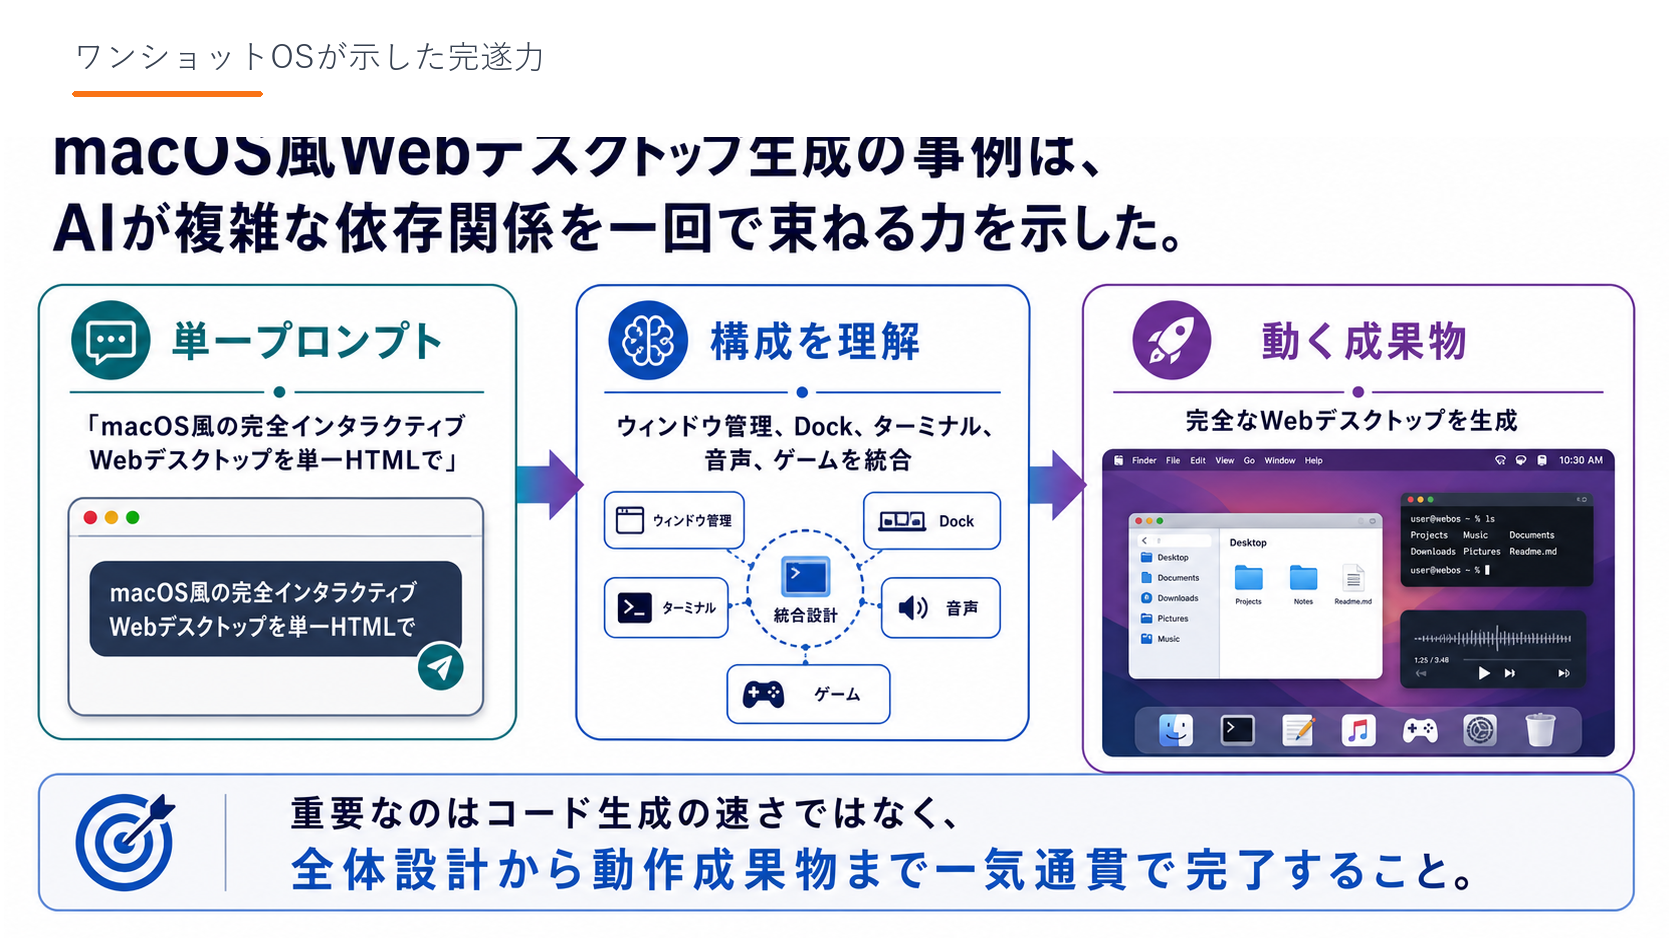 ワンショットOSが示した完遂力
macOS風Webデスクトップ生成の事例は、
AIが複雑な依存関係を一回で束ねる力を示した。
単一プロンプト
「macOS風の完全インタラクティブ
Webデスクトップを単一HTMLで」
macOS風の完全インタラクティブ
Webデスクトップを単一HTMLで
構成を理解
ウィンドウ管理、Dock、ターミナル、
音声、ゲームを統合
ウィンドウ管理
Dock
統合設計
ターミナル
音声
ゲーム
動く成果物
完全なWebデスクトップを生成
Finder File Edit View Go Window Help 10:30 AM
Desktop
Desktop
Documents
Downloads
Pictures
Music
Projects Notes Readme.md
user@webos ~ % ls
Projects Music Documents
Downloads Pictures Readme.md
user@webos ~ %
1.25 / 3.46
重要なのはコード生成の速さではなく、
全体設計から動作成果物まで一気通貫で完了すること。